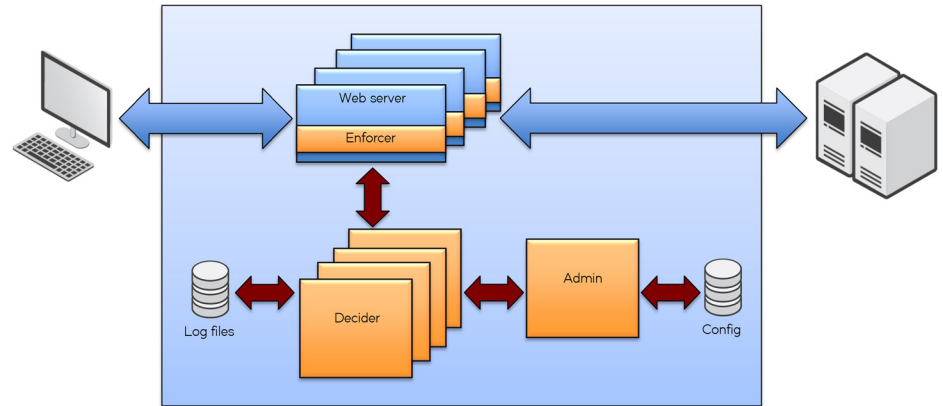 Web server
Enforcer
Decider
Admin
Log files
Config